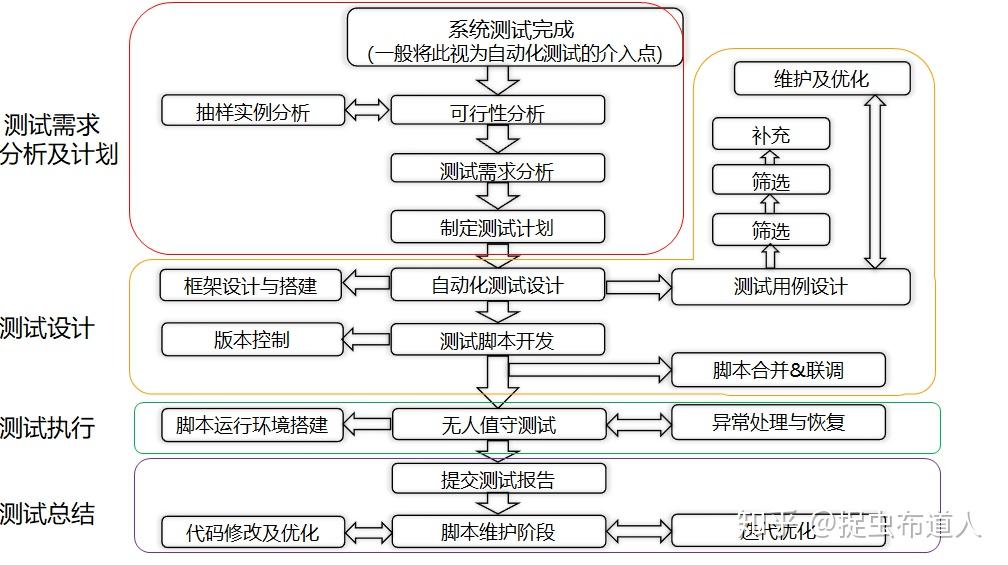 系统测试完成
(一般将此视为自动化测试的介入点)
维护及优化
抽样实例分析
可行性分析
测试需求
分析及计划
补充
测试需求分析
筛选
制定测试计划
筛选
框架设计与搭建
自动化测试设计
测试用例设计
测试设计
版本控制
测试脚本开发
脚本合并&联调
测试执行
脚本运行环境搭建
无人值守测试
异常处理与恢复
提交测试报告
测试总结
代码修改及优化
脚本维护阶段
迭代优化
知乎 @捉虫布道人